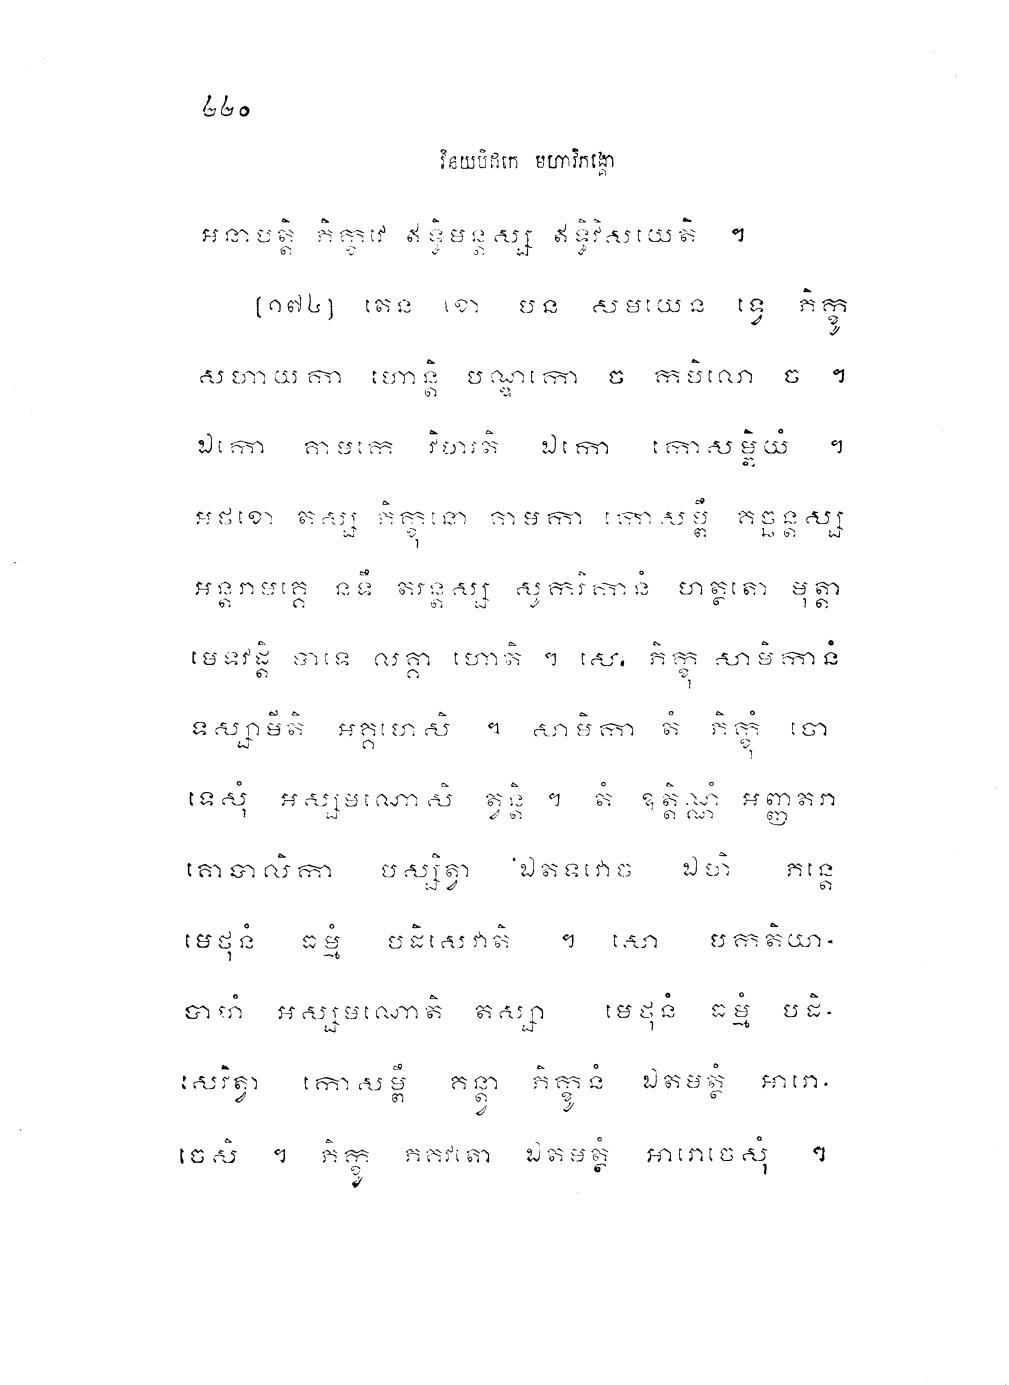 ៤៤០
វិនយបិដកេ មហាវិភង្គោ
អនាបត្តិ ភិក្ខវេ ឥទ្ធិមន្តស្ស ឥទ្ធិវិសយេតិ ។
(១៧៤) តេន ខោ បន សមយេន ទ្វេ ភិក្ខូ
សហាយកា ហោន្តិ បណ្ឌុកោ ច កបិលោ ច ។
ឯកោ គាមកេ វិហរតិ ឯកោ កោសម្ពិយំ ។
អថខោ តស្ស ភិក្ខុនោ គាមកា កោសម្ពឹ គច្ឆន្តស្ស
អន្តរាមគ្គេ នទឹ តរន្តស្ស សូករិកានំ ហត្ថតោ មុត្តា
មេទវដ្ដិ បាទេ លគ្គា ហោតិ ។ សោ ភិក្ខុ សាមិកានំ
ទស្សាមីតិ អគ្គហេសិ ។ សាមិកា តំ ភិក្ខុំ ចោ
ទេសុំ អស្សមណោសិ ត្វន្តិ ។ តំ ឧត្តិណ្ណំ អញ្ញតរា
គោបាលិកា បស្សិត្វា ឯតទវោច ឯហិ ភន្តេ
មេថុនំ ធម្មំ បដិសេវាតិ ។ សោ បកតិយា-
បាហំ អស្សមណោតិ តស្សា មេថុនំ ធម្មំ បដិ-
សេវិត្វា កោសម្ពឹ គន្ត្វា ភិក្ខូនំ ឯតមត្ថំ អារោ-
ចេសិ ។ ភិក្ខូ ភគវតោ ឯតមត្ថំ អារោចេសុំ ។